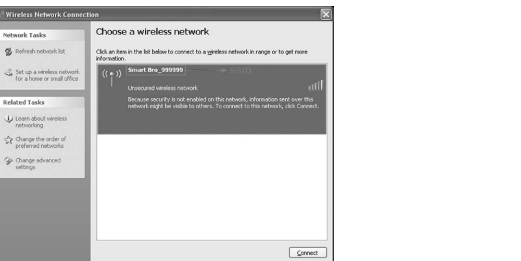 Wireless Network Connection
Network Tasks
Refresh network list
Set up a wireless network
for a home or small office
Related Tasks
Learn about wireless
networking
Change the order of
preferred networks
Change advanced
settings
Choose a wireless network
Click an item in the list below to connect to a wireless network in range or to get more
information.
Smart Bro_999999
SSID
Unsecured wireless network
Because security is not enabled on this network, information sent over this
network might be visible to others. To connect to this network, click Connect.
Connect